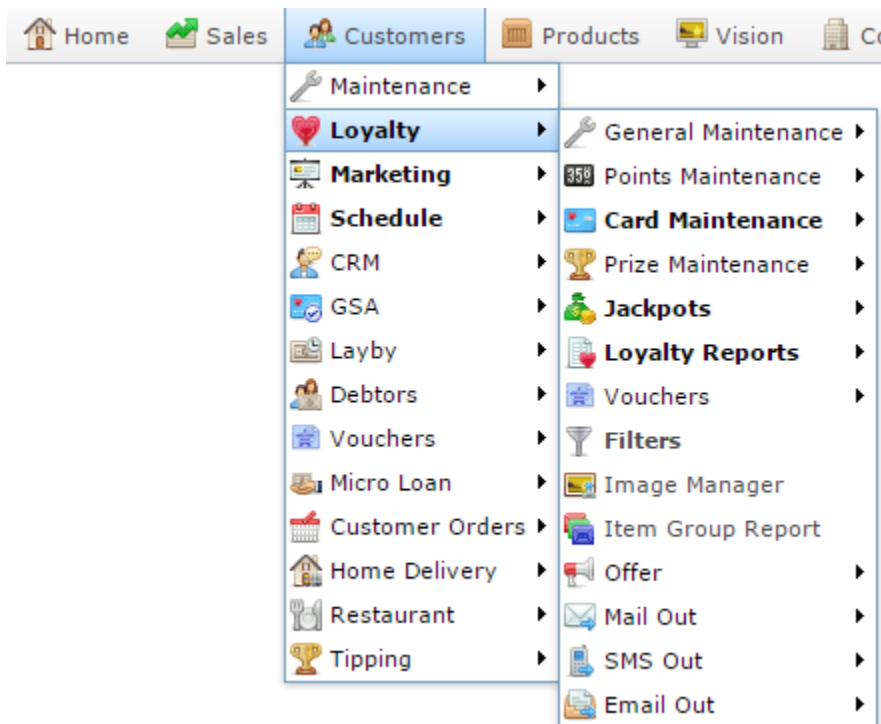 Home Sales Customers Products Vision
Maintenance
Loyalty
Marketing
Schedule
CRM
GSA
Layby
Debtors
Vouchers
Micro Loan
Customer Orders
Home Delivery
Restaurant
Tipping
General Maintenance
Points Maintenance
Card Maintenance
Prize Maintenance
Jackpots
Loyalty Reports
Vouchers
Filters
Image Manager
Item Group Report
Offer
Mail Out
SMS Out
Email Out